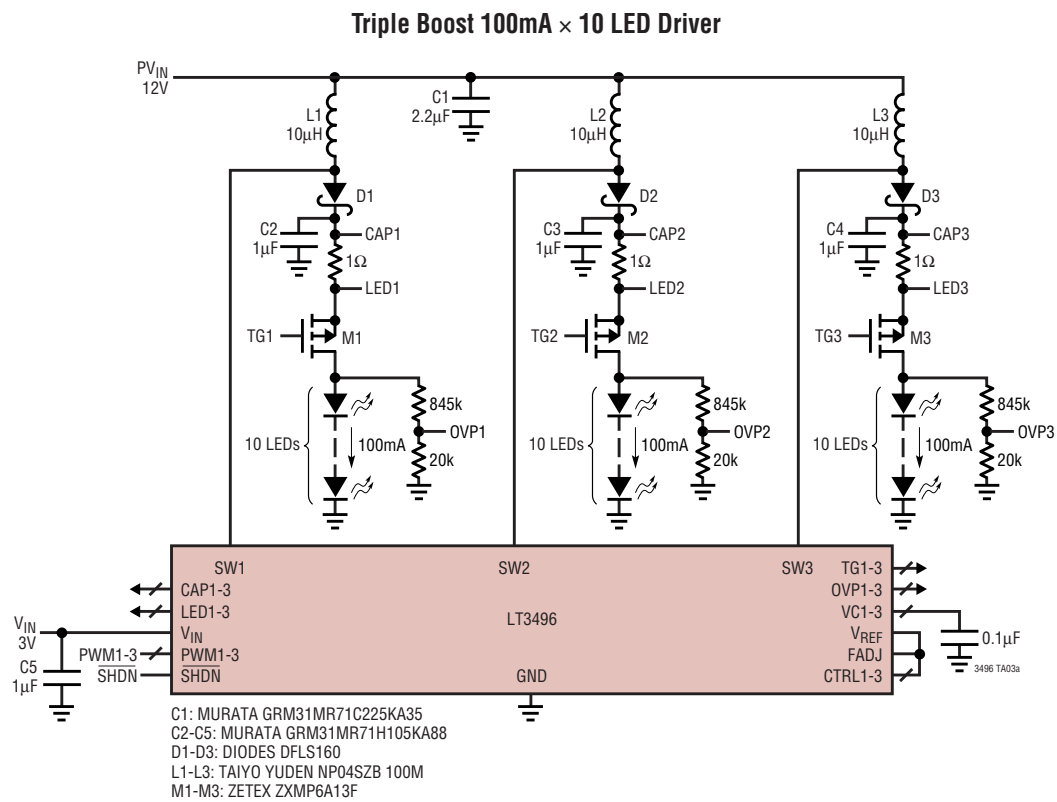 Triple Boost 100mA × 10 LED Driver
PVIN
12V
C1
2.2µF
L1
10µH
L2
10µH
L3
10µH
D1
D2
D3
C2
1µF
CAP1
C3
1µF
CAP2
C4
1µF
CAP3
1Ω
1Ω
1Ω
LED1
LED2
LED3
TG1
M1
TG2
M2
TG3
M3
10 LEDs
100mA
845k
OVP1
20k
10 LEDs
100mA
845k
OVP2
20k
10 LEDs
100mA
845k
OVP3
20k
SW1
SW2
SW3
LT3496
GND
CAP1-3
LED1-3
VIN
PWM1-3
SHDN
VIN
3V
C5
1µF
PWM1-3
SHDN
TG1-3
OVP1-3
VC1-3
VREF
FADJ
CTRL1-3
0.1µF
3496 TA03a
C1: MURATA GRM31MR71C225KA35
C2-C5: MURATA GRM31MR71H105KA88
D1-D3: DIODES DFLS160
L1-L3: TAIYO YUDEN NP04SZB 100M
M1-M3: ZETEX ZXMP6A13F